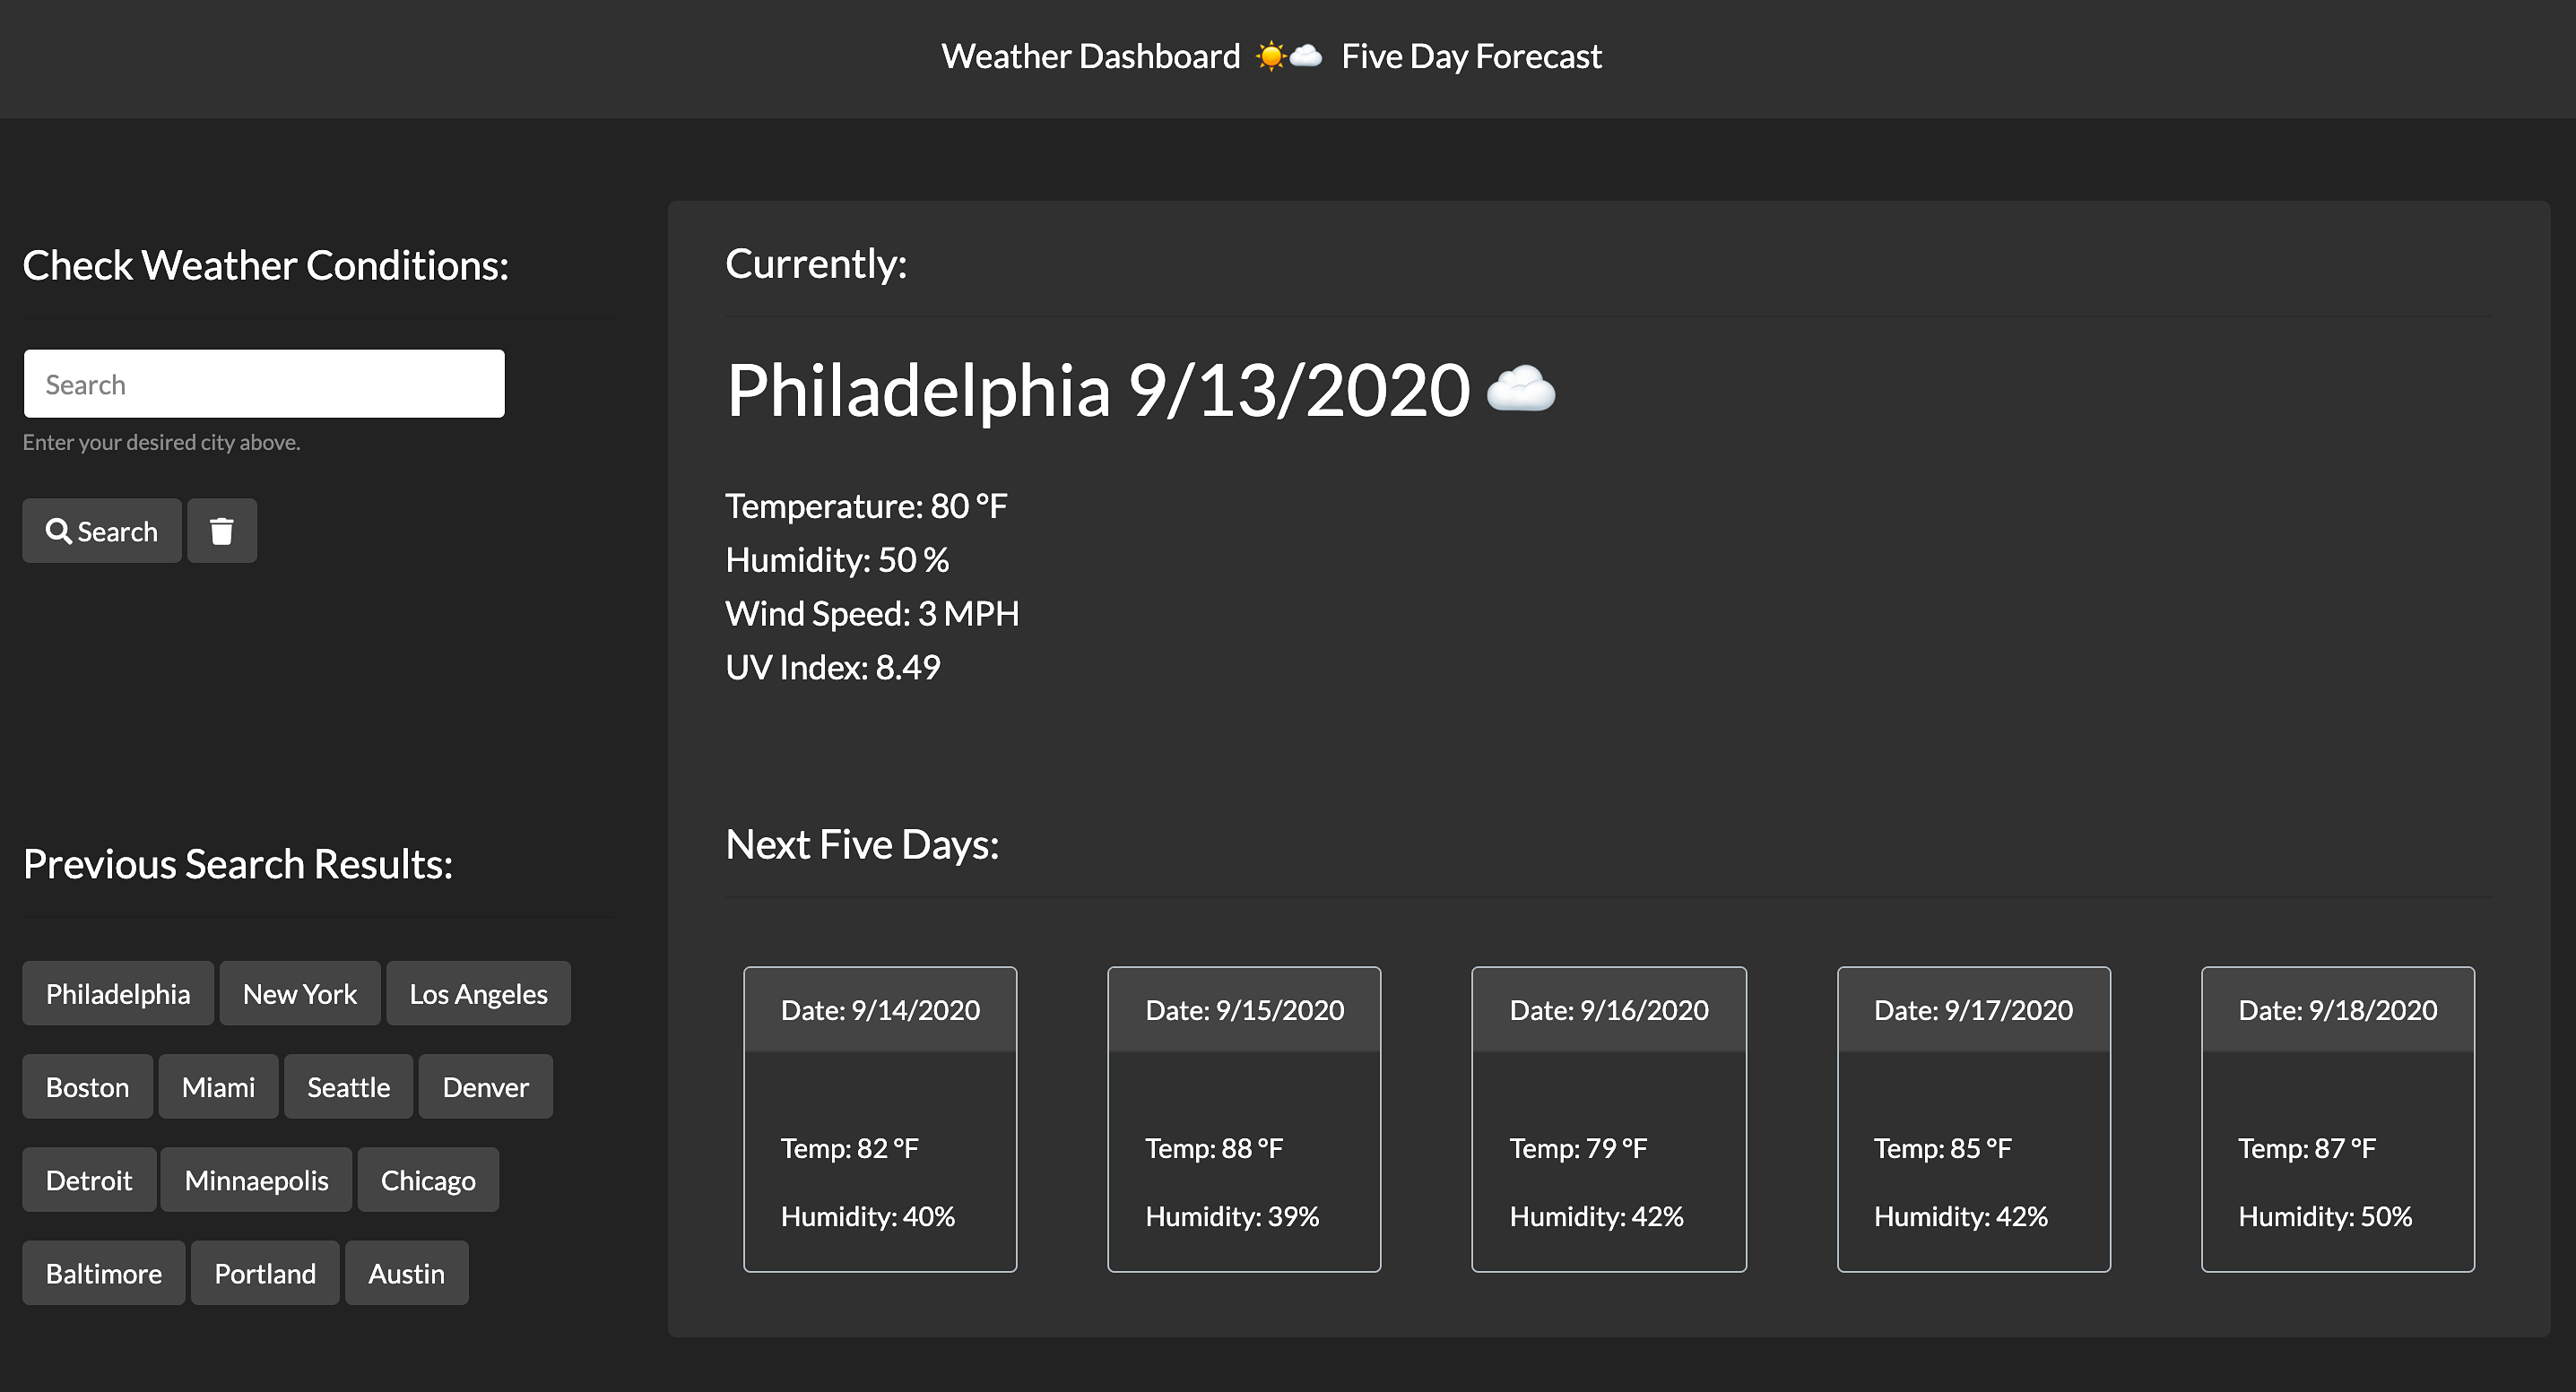 Weather Dashboard ☀️☁️ Five Day Forecast
Check Weather Conditions:
Search
Enter your desired city above.
Search
Previous Search Results:
Philadelphia New York Los Angeles
Boston Miami Seattle Denver
Detroit Minnaepolis Chicago
Baltimore Portland Austin
Currently:
Philadelphia 9/13/2020 ☁️
Temperature: 80 °F
Humidity: 50 %
Wind Speed: 3 MPH
UV Index: 8.49
Next Five Days:
Date: 9/14/2020
Temp: 82 °F
Humidity: 40%
Date: 9/15/2020
Temp: 88 °F
Humidity: 39%
Date: 9/16/2020
Temp: 79 °F
Humidity: 42%
Date: 9/17/2020
Temp: 85 °F
Humidity: 42%
Date: 9/18/2020
Temp: 87 °F
Humidity: 50%